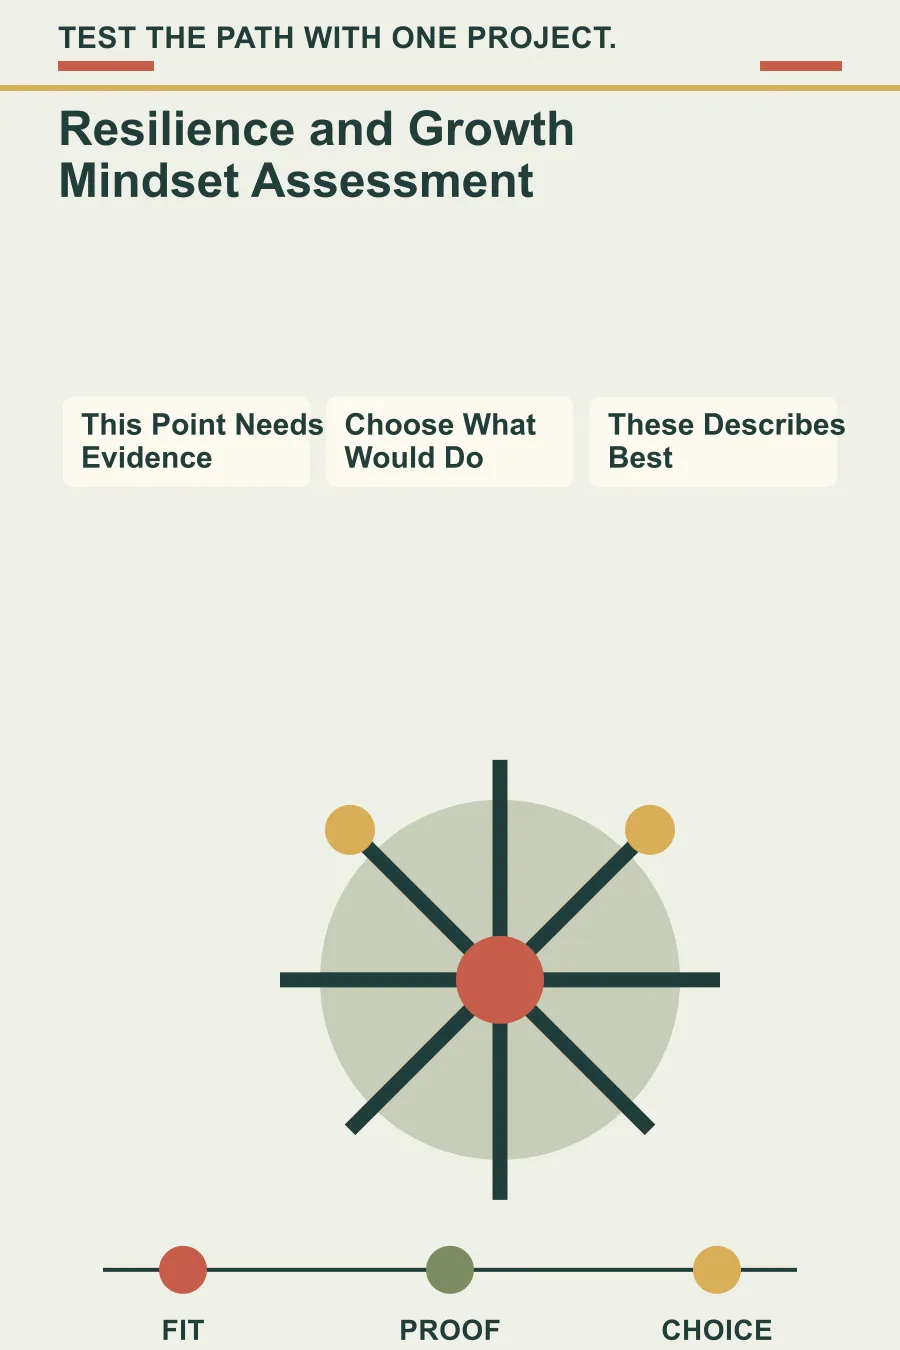 TEST THE PATH WITH ONE PROJECT.
Resilience and Growth
Mindset Assessment
This Point Needs
Evidence
Choose What
Would Do
These Describes
Best
FIT
PROOF
CHOICE